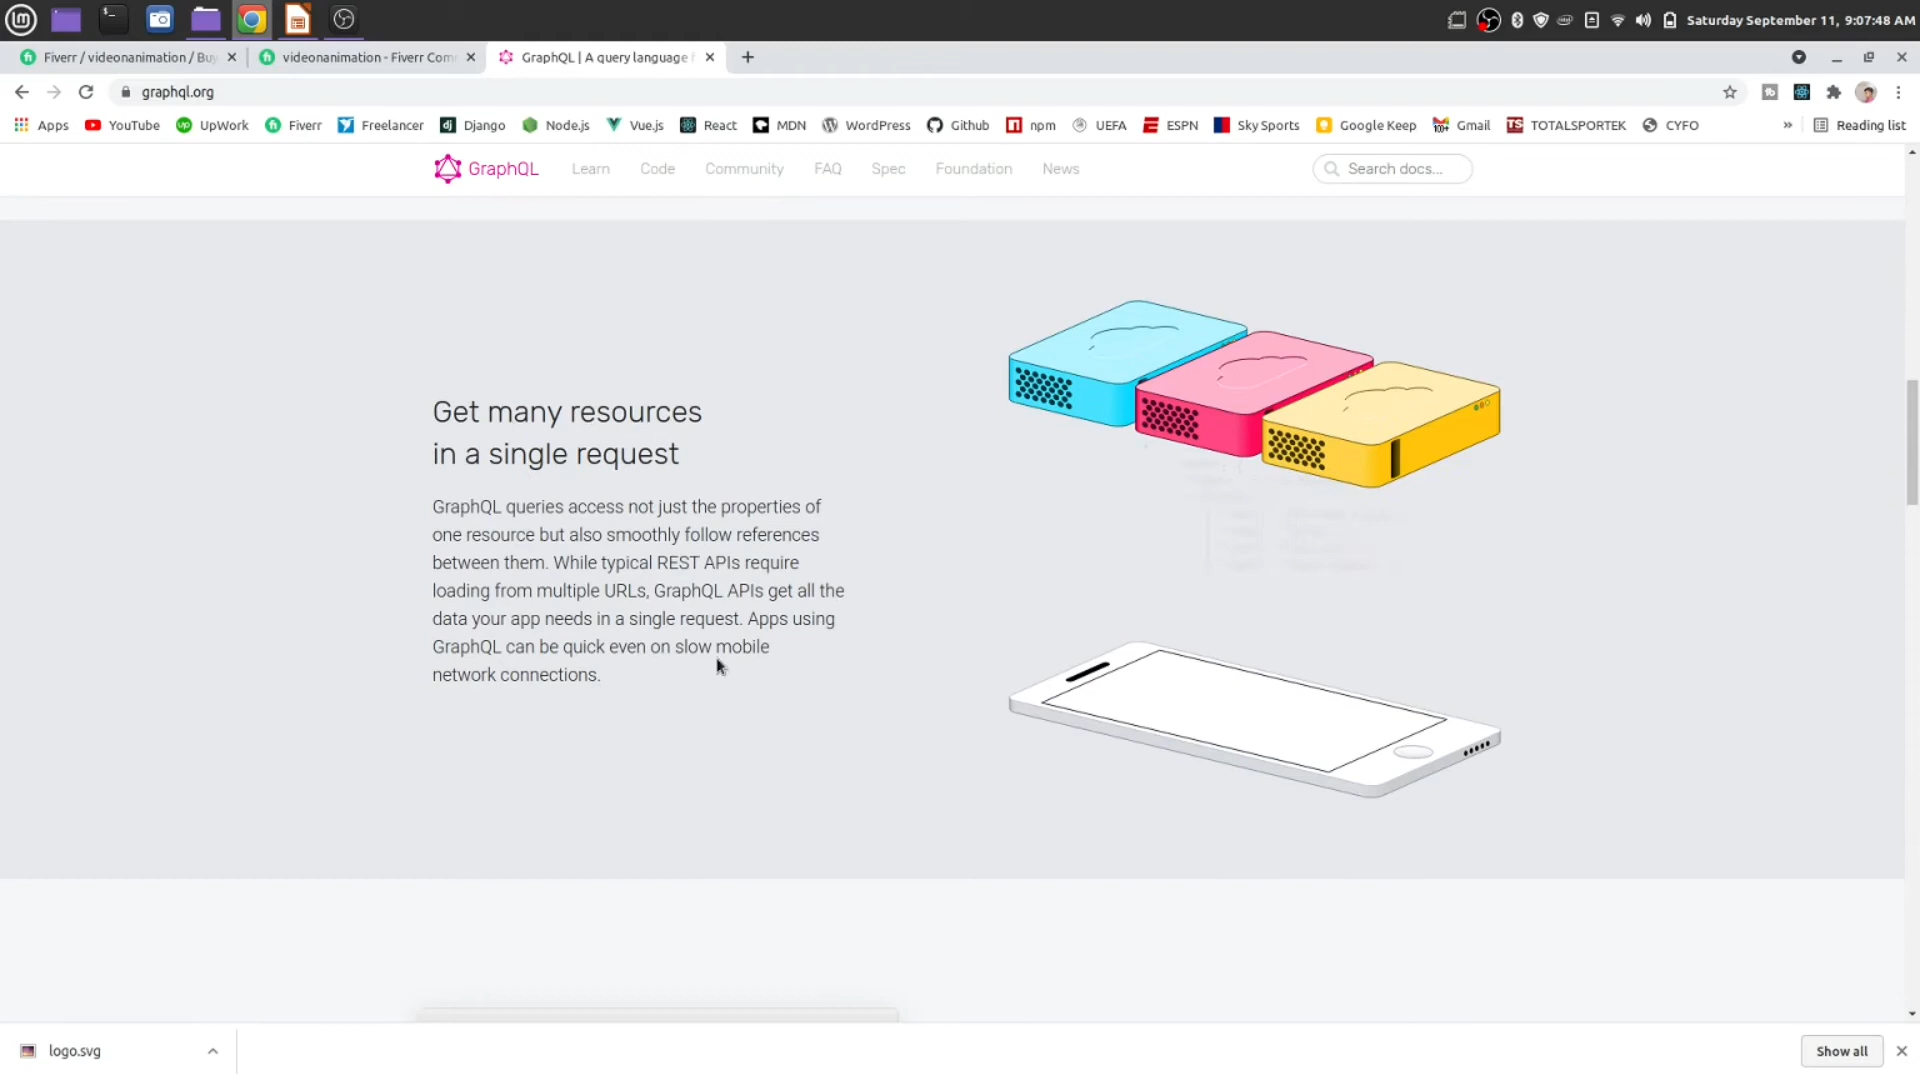 Saturday September 11, 9:07:48 AM
Fiverr / videonanimation / Buy
videonanimation - Fiverr Com
GraphQL | A query language f
graphql.org
Apps
YouTube
UpWork
Fiverr
Freelancer
Django
Node.js
Vue.js
React
MDN
WordPress
Github
npm
UEFA
ESPN
Sky Sports
Google Keep
Gmail
TOTALSPORTEK
CYFO
»
Reading list
GraphQL
Learn
Code
Community
FAQ
Spec
Foundation
News
Search docs...
Get many resources
in a single request
GraphQL queries access not just the properties of
one resource but also smoothly follow references
between them. While typical REST APIs require
loading from multiple URLs, GraphQL APIs get all the
data your app needs in a single request. Apps using
GraphQL can be quick even on slow mobile
network connections.
logo.svg
Show all